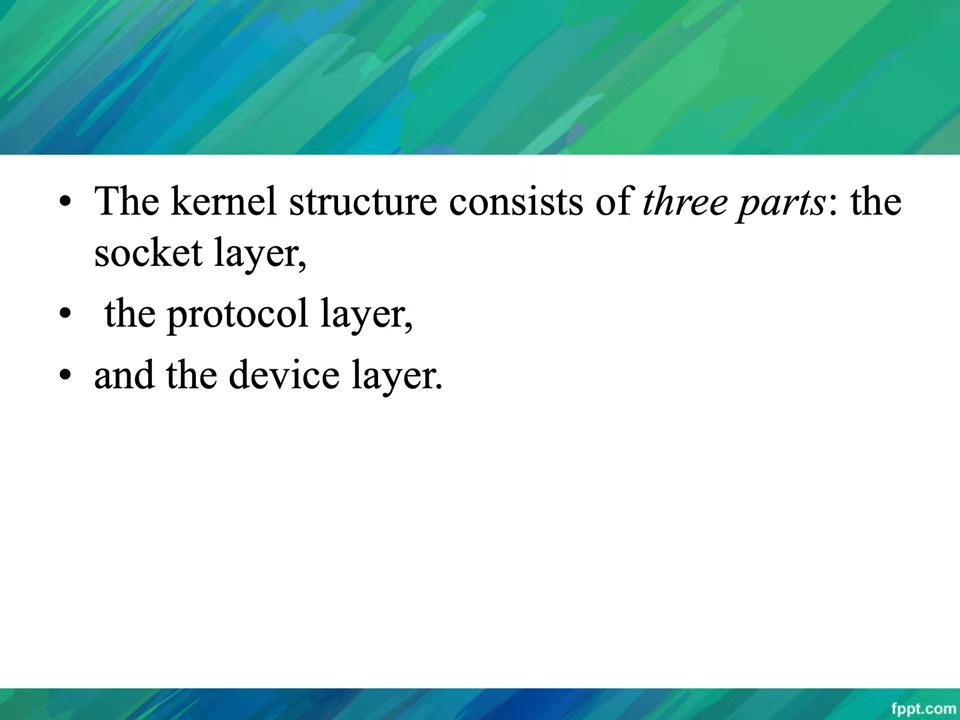 • The kernel structure consists of three parts: the
socket layer,
• the protocol layer,
• and the device layer.
fppt.com